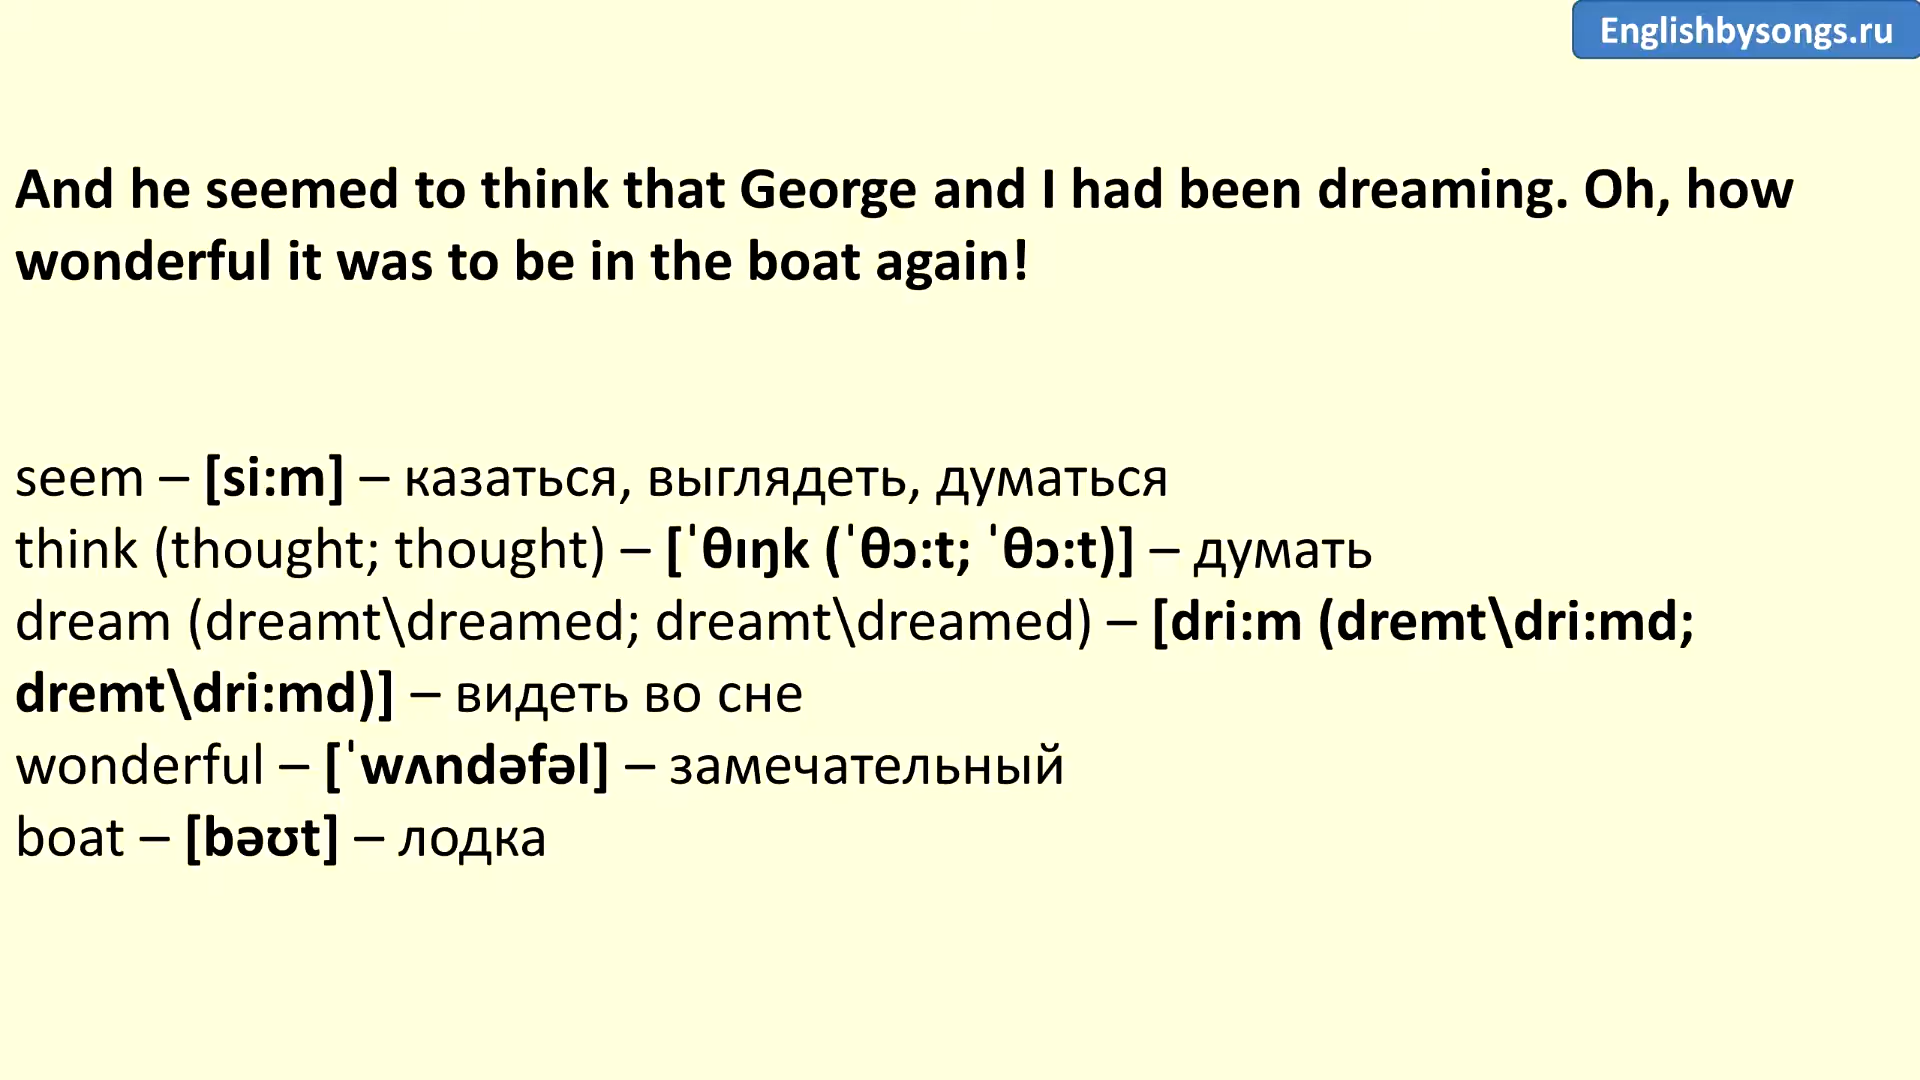 Englishbysongs.ru
And he seemed to think that George and I had been dreaming. Oh, how
wonderful it was to be in the boat again!
seem – [si:m] – казаться, выглядеть, думаться
think (thought; thought) – [ˈθıŋk (ˈθɔ:t; ˈθɔ:t)] – думать
dream (dreamt\dreamed; dreamt\dreamed) – [dri:m (dremt\dri:md;
dremt\dri:md)] – видеть во сне
wonderful – [ˈwʌndəfəl] – замечательный
boat – [bəʊt] – лодка